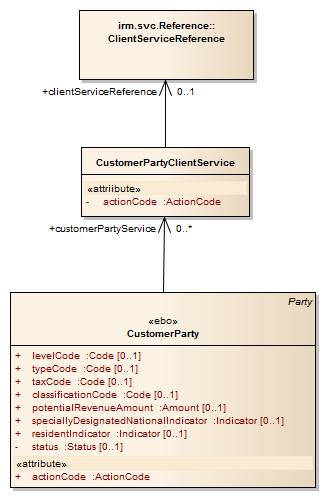 irm.svc.Reference::
ClientServiceReference
+clientServiceReference 0..1
CustomerPartyClientService
«attriibute»
- actionCode :ActionCode
+customerPartyService 0..*
Party
«ebo»
CustomerParty
+ levelCode :Code [0..1]
+ typeCode :Code [0..1]
+ taxCode :Code [0..1]
+ classificationCode :Code [0..1]
+ potentialRevenueAmount :Amount [0..1]
+ speciallyDesignatedNationalIndicator :Indicator [0..1]
+ residentIndicator :Indicator [0..1]
- status :Status [0..1]
«attribute»
+ actionCode :ActionCode